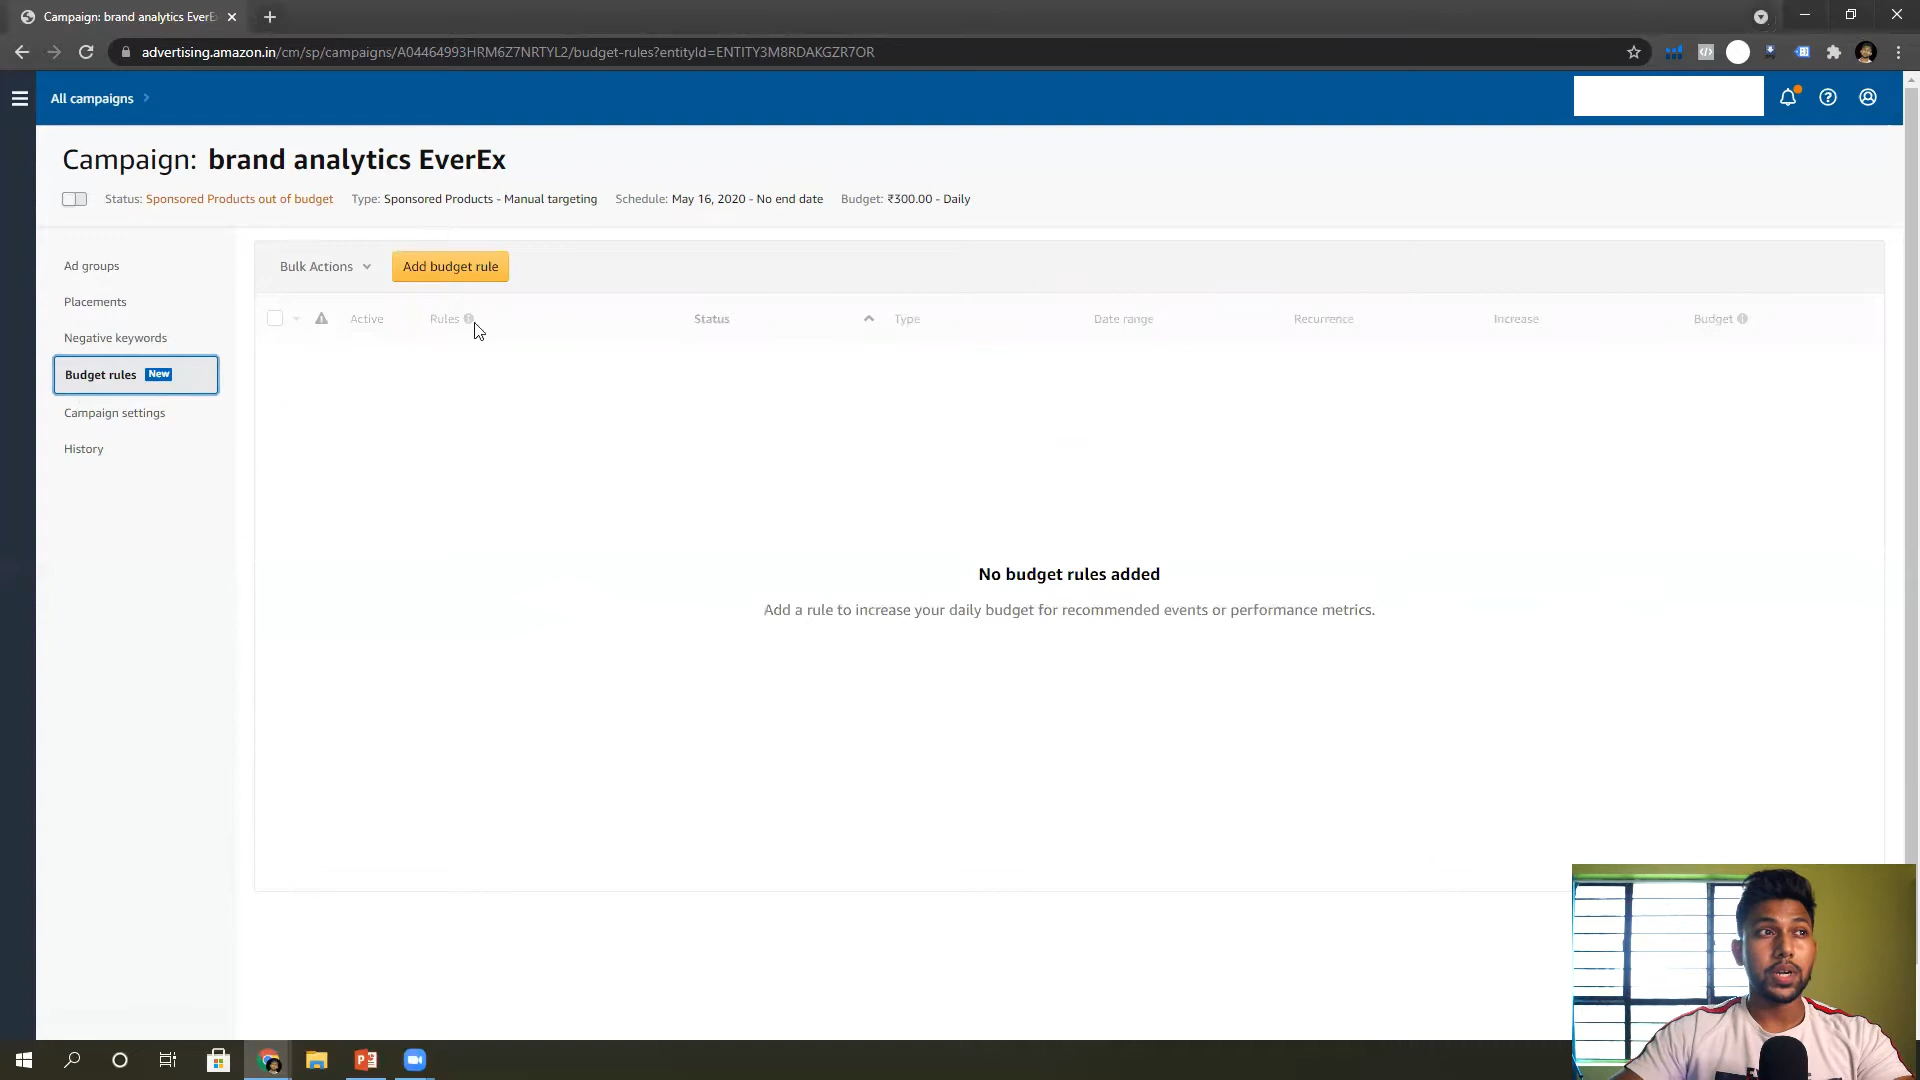 Campaign: brand analytics EverEx
advertising.amazon.in/cm/sp/campaigns/A04464993HRM6Z7NRTYL2/budget-rules?entityId=ENTITY3M8RDAKGZR7OR
All campaigns
Campaign: brand analytics EverEx
Status: Sponsored Products out of budget Type: Sponsored Products - Manual targeting Schedule: May 16, 2020 - No end date Budget: ₹300.00 - Daily
Ad groups
Placements
Negative keywords
Budget rules New
Campaign settings
History
Bulk Actions Add budget rule
Active Rules Status Type Date range Recurrence Increase Budget
No budget rules added
Add a rule to increase your daily budget for recommended events or performance metrics.